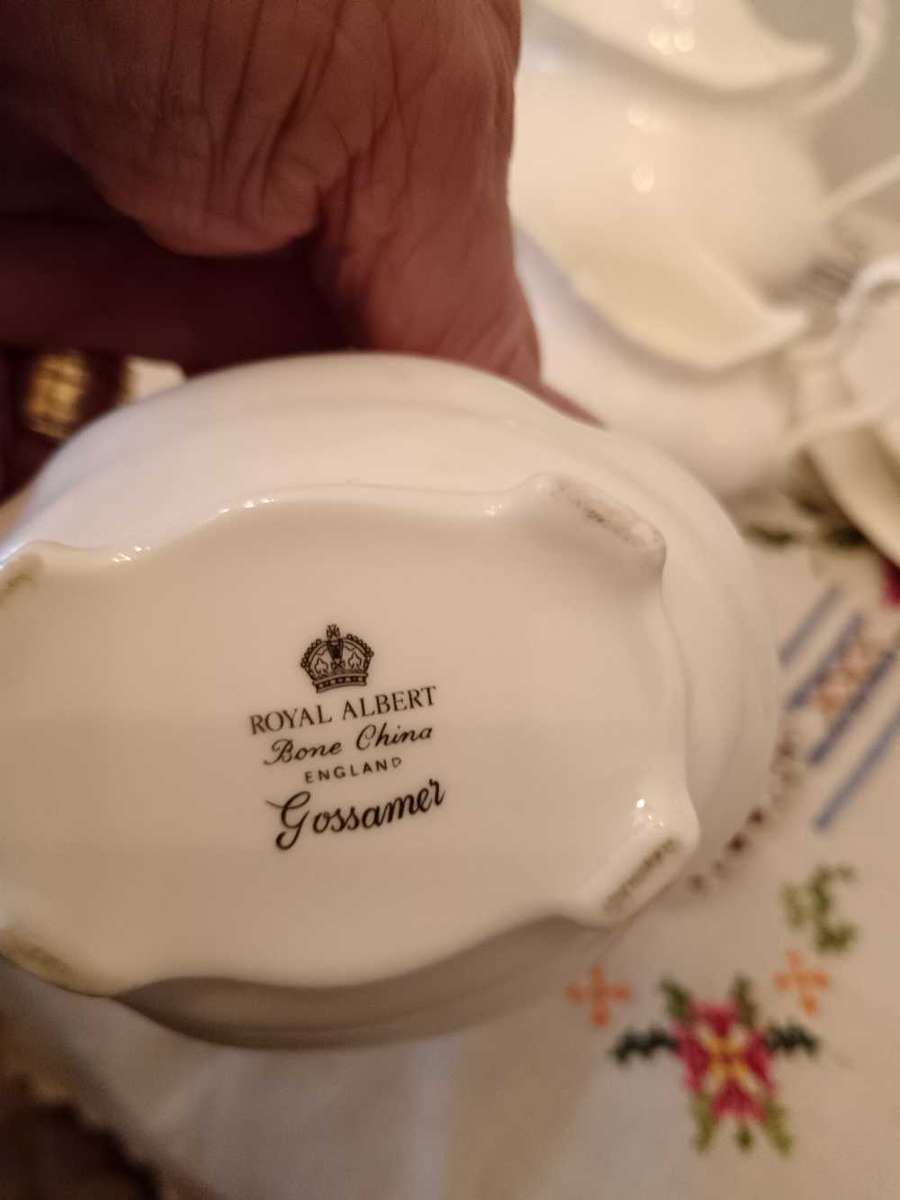 ROYAL ALBERT
Bone China
ENGLAND
Gossamer